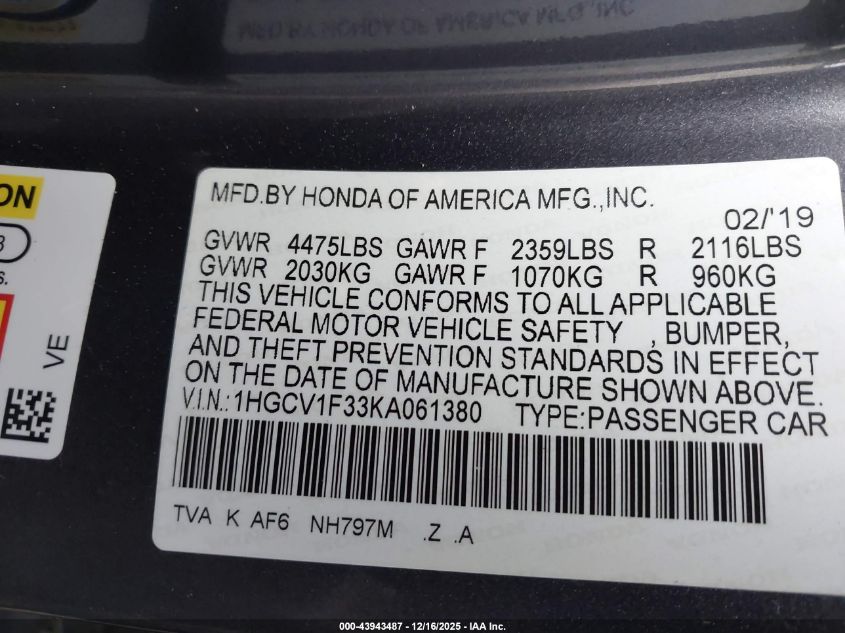 MFD.BY HONDA OF AMERICA MFG.,INC.
02/'19
GVWR 4475LBS GAWR F 2359LBS R 2116LBS
GVWR 2030KG GAWR F 1070KG R 960KG
THIS VEHICLE CONFORMS TO ALL APPLICABLE
FEDERAL MOTOR VEHICLE SAFETY , BUMPER,
AND THEFT PREVENTION STANDARDS IN EFFECT
ON THE DATE OF MANUFACTURE SHOWN ABOVE.
V.I.N.:1HGCV1F33KA061380 TYPE:PASSENGER CAR
TVA K AF6 NH797M .Z .A
ON
3
s.
VE
000-43943487 - 12/16/2025 - IAA Inc.